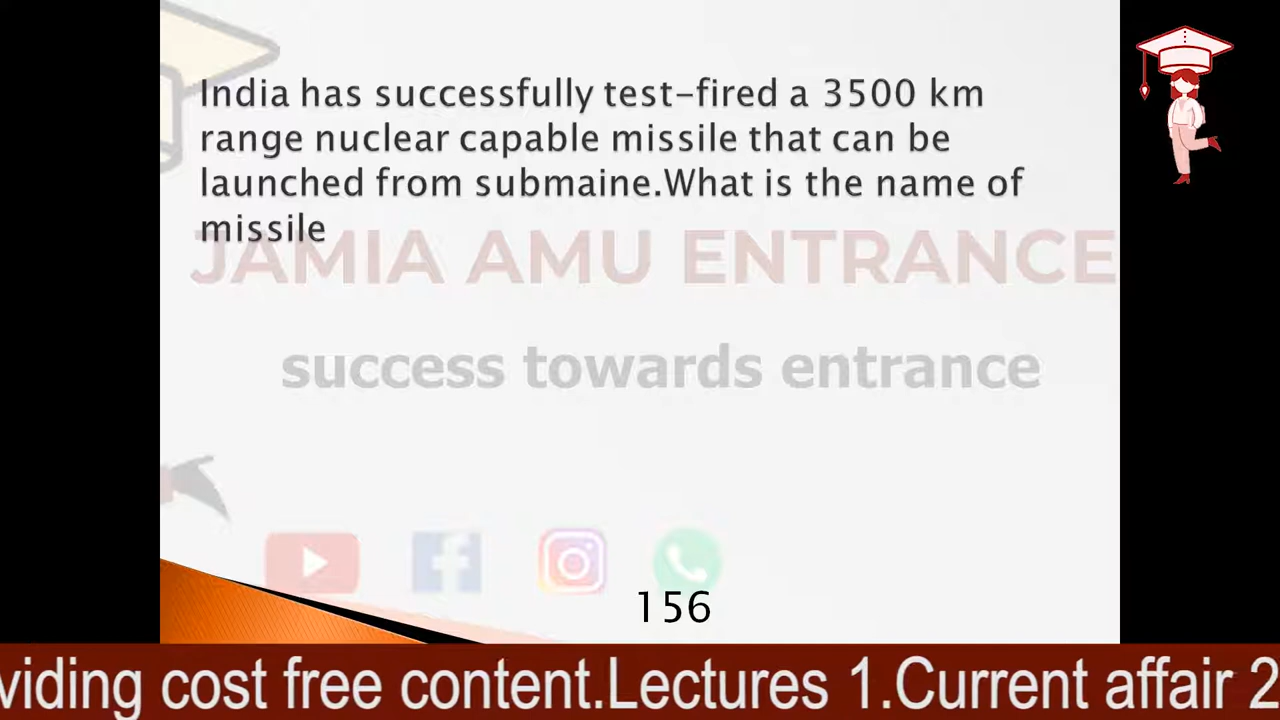 India has successfully test-fired a 3500 km
range nuclear capable missile that can be
launched from submaine.What is the name of
missile
JAMIA AMU ENTRANCE
success towards entrance
156
viding cost free content.Lectures 1.Current affair 2